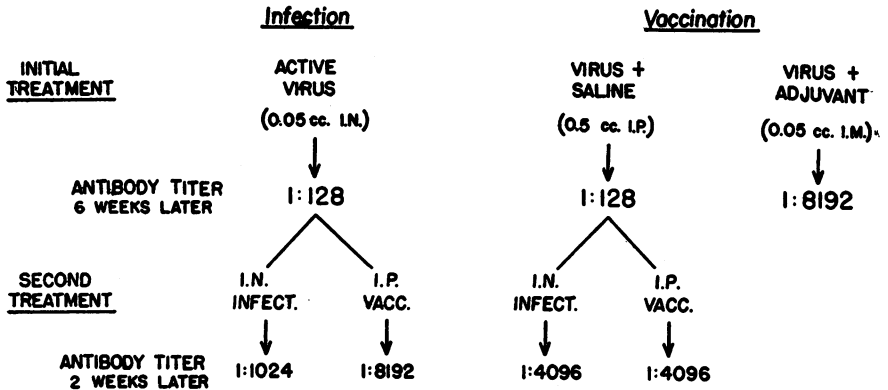 Infection
Vaccination
INITIAL
TREATMENT
ACTIVE
VIRUS
(0.05 cc. I.N.)
VIRUS +
SALINE
(0.5 cc. I.P.)
VIRUS +
ADJUVANT
(0.05 cc. I.M.)
ANTIBODY TITER
6 WEEKS LATER
1:128
1:128
1:8192
SECOND
TREATMENT
I.N.
INFECT.
I.P.
VACC.
I.N.
INFECT.
I.P.
VACC.
ANTIBODY TITER
2 WEEKS LATER
1:1024
1:8192
1:4096
1:4096